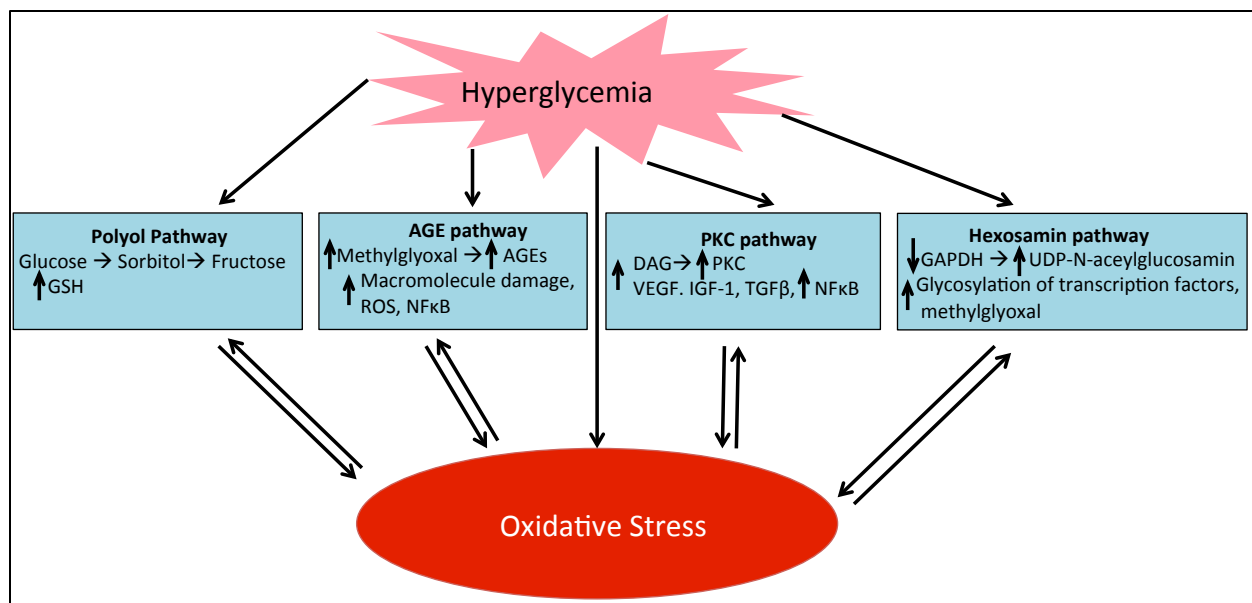 Hyperglycemia
Polyol Pathway
Glucose → Sorbitol → Fructose
↑GSH
AGE pathway
↑Methylglyoxal → ↑ AGEs
↑ Macromolecule damage,
ROS, NFκB
PKC pathway
↑ DAG → ↑PKC
VEGF. IGF-1, TGFβ, ↑ NFκB
Hexosamin pathway
↓GAPDH → ↑ UDP-N-aceylglucosamin
↑Glycosylation of transcription factors,
methylglyoxal
Oxidative Stress